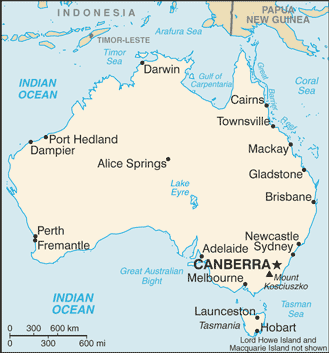 INDONESIA
PAPUA
NEW GUINEA
Arafura Sea
TIMOR-LESTE
Timor
Sea
Darwin
Gulf of
Carpentaria
Coral
Sea
INDIAN
OCEAN
Great Barrier Reef
Cairns
Townsville
Port Hedland
Dampier
Mackay
Alice Springs
Gladstone
Lake
Eyre
Brisbane
Perth
Fremantle
Newcastle
Adelaide
Sydney
CANBERRA
Great Australian
Bight
Melbourne
Mount
Kosciuszko
INDIAN
OCEAN
Launceston
Tasman
Sea
Tasmania
Hobart
0 300 600 km
0 300 600 mi
Lord Howe Island and
Macquarie Island not shown